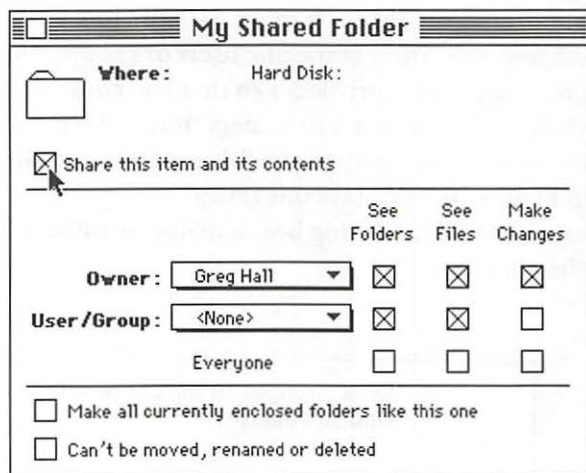 My Shared Folder
Where: Hard Disk:
Share this item and its contents
See See Make
Folders Files Changes
Owner: Greg Hall
User/Group: <None>
Everyone
Make all currently enclosed folders like this one
Can't be moved, renamed or deleted